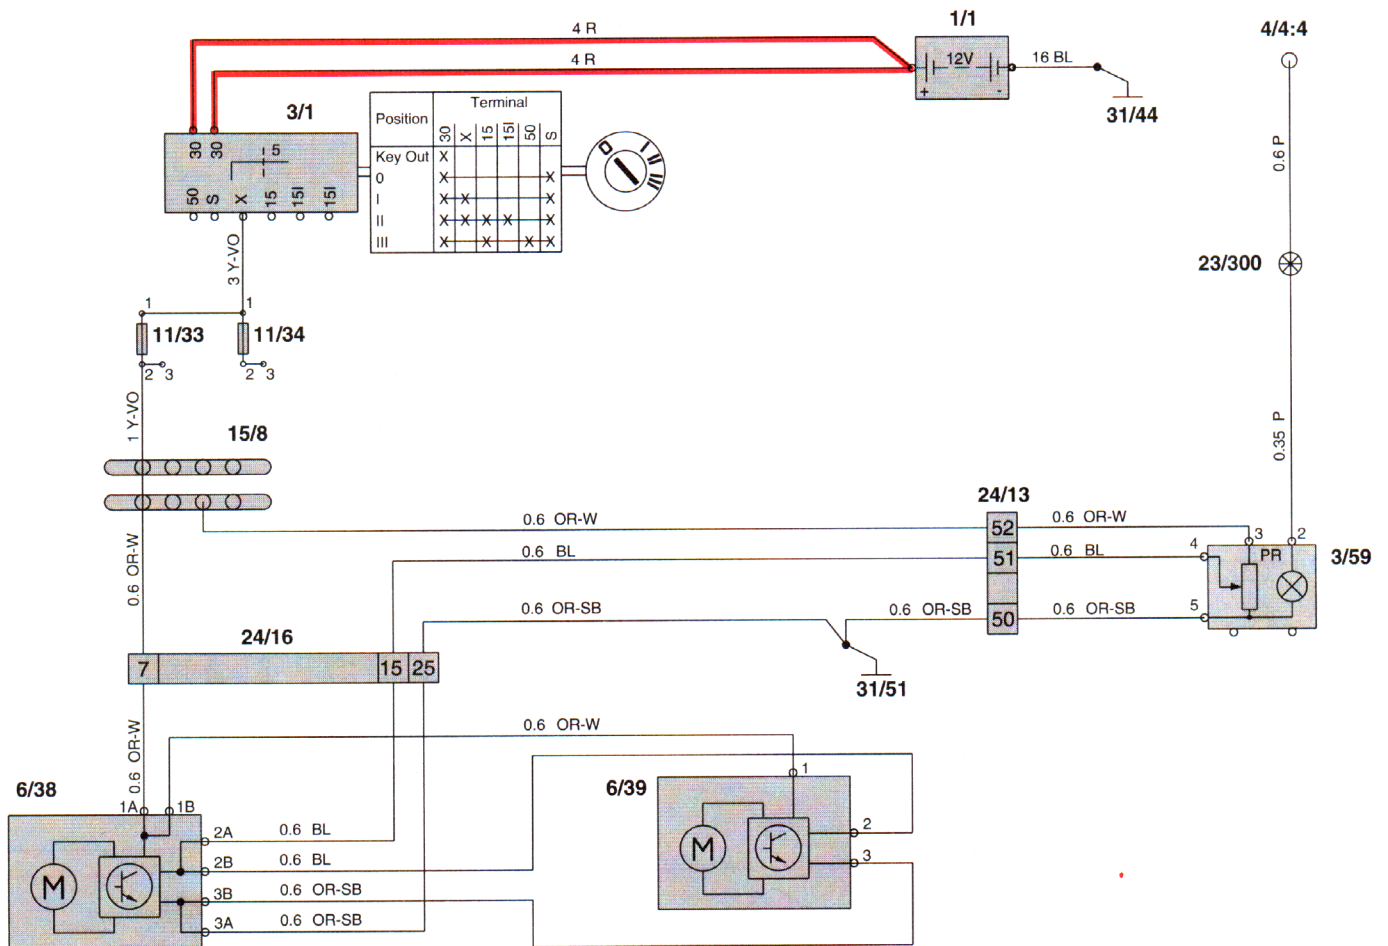 1/1
4/4:4
4 R
4 R
12V
+ -
16 BL
31/44
3/1
Terminal
Position
30 X 15 15I 50 S
Key Out X
0 X X
I X X X
II X X X X X
III X X X X
0 I II III
30 30
5
50 S X 15 15I 15I
0.6 P
23/300
3 Y-VO
1 1
11/33 11/34
2 3 2 3
1 Y-VO
0.35 P
15/8
24/13
0.6 OR-W
52
0.6 OR-W
3 2
0.6 BL
51
0.6 BL
4
PR
3/59
0.6 OR-W
0.6 OR-SB
0.6 OR-SB
50
0.6 OR-SB
5
24/16
7 15 25
31/51
0.6 OR-W
0.6 OR-W
6/38
6/39
1
1A 1B
2A
0.6 BL
2B
0.6 BL
3B
0.6 OR-SB
3A
0.6 OR-SB
M
M
2
3